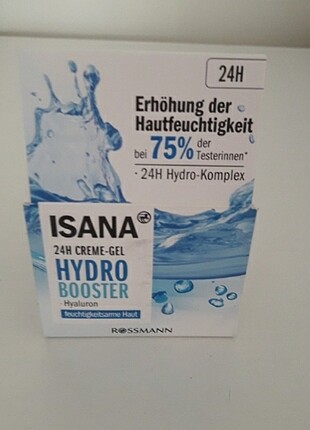 24H
Erhöhung der
Hautfeuchtigkeit
bei 75% der
Testerinnen*
· 24H Hydro-Komplex
ISANA
24H CREME-GEL
HYDRO
BOOSTER
· Hyaluron
feuchtigkeitsarme Haut
ROSSMANN